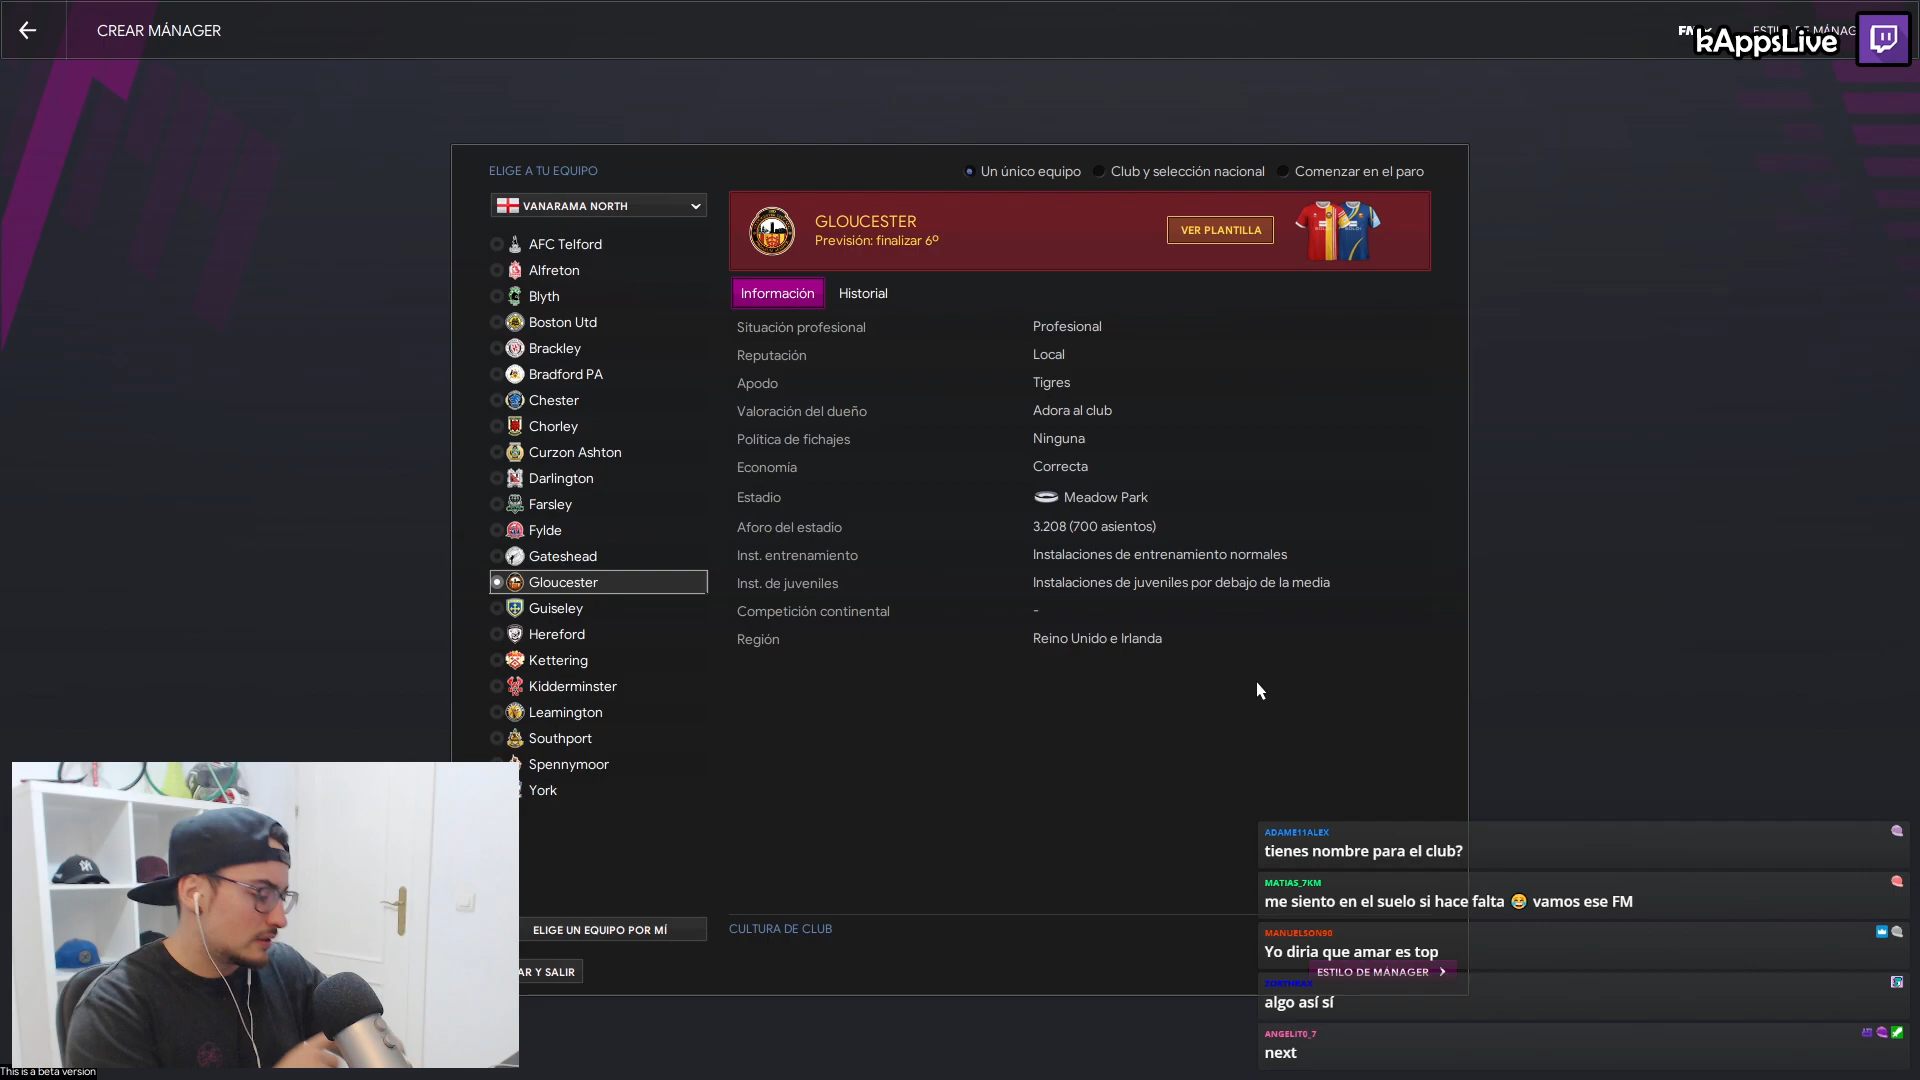 CREAR MÁNAGER
kAppsLive
ELIGE A TU EQUIPO
Un único equipo
Club y selección nacional
Comenzar en el paro
VANARAMA NORTH
AFC Telford
Alfreton
Blyth
Boston Utd
Brackley
Bradford PA
Chester
Chorley
Curzon Ashton
Darlington
Farsley
Fylde
Gateshead
Gloucester
Guiseley
Hereford
Kettering
Kidderminster
Leamington
Southport
Spennymoor
York
GLOUCESTER
Previsión: finalizar 6º
VER PLANTILLA
Información
Historial
Situación profesional
Profesional
Reputación
Local
Apodo
Tigres
Valoración del dueño
Adora al club
Política de fichajes
Ninguna
Economía
Correcta
Estadio
Meadow Park
Aforo del estadio
3.208 (700 asientos)
Inst. entrenamiento
Instalaciones de entrenamiento normales
Inst. de juveniles
Instalaciones de juveniles por debajo de la media
Competición continental
-
Región
Reino Unido e Irlanda
ELIGE UN EQUIPO POR MÍ
CULTURA DE CLUB
AR Y SALIR
ESTILO DE MÁNAGER
ADAME11ALEX
tienes nombre para el club?
MATIAS_7KM
me siento en el suelo si hace falta 😂 vamos ese FM
MANUELSON90
Yo diria que amar es top
algo así sí
ANGELIT0_7
next
This is a beta version